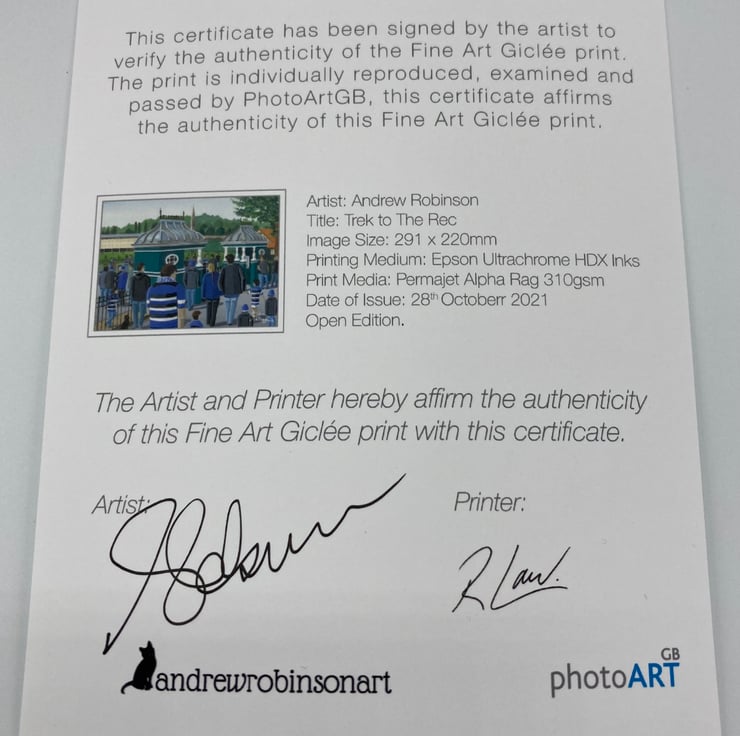 This certificate has been signed by the artist to
verify the authenticity of the Fine Art Giclée print.
The print is individually reproduced, examined and
passed by PhotoArtGB, this certificate affirms
the authenticity of this Fine Art Giclée print.
Artist: Andrew Robinson
Title: Trek to The Rec
Image Size: 291 x 220mm
Printing Medium: Epson Ultrachrome HDX Inks
Print Media: Permajet Alpha Rag 310gsm
Date of Issue: 28th Octoberr 2021
Open Edition.
The Artist and Printer hereby affirm the authenticity
of this Fine Art Giclée print with this certificate.
Artist:
Printer:
R Law.
andrewrobinsonart
photoART GB